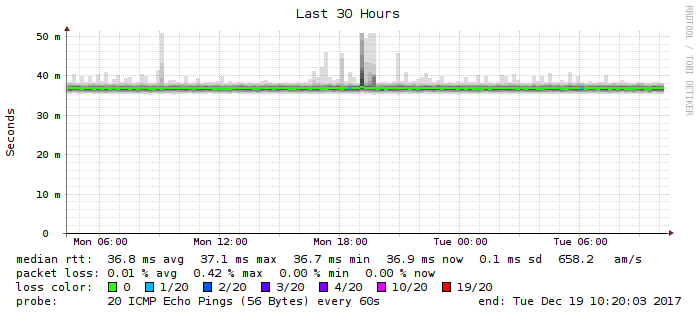 Last 30 Hours
RRDTOOL / TOBI OETIKER
Seconds
50 m
40 m
30 m
20 m
10 m
0
Mon 06:00 Mon 12:00 Mon 18:00 Tue 00:00 Tue 06:00
median rtt: 36.8 ms avg 37.1 ms max 36.7 ms min 36.9 ms now 0.1 ms sd 658.2 am/s
packet loss: 0.01 % avg 0.42 % max 0.00 % min 0.00 % now
loss color: 0 1/20 2/20 3/20 4/20 10/20 19/20
probe: 20 ICMP Echo Pings (56 Bytes) every 60s end: Tue Dec 19 10:20:03 2017